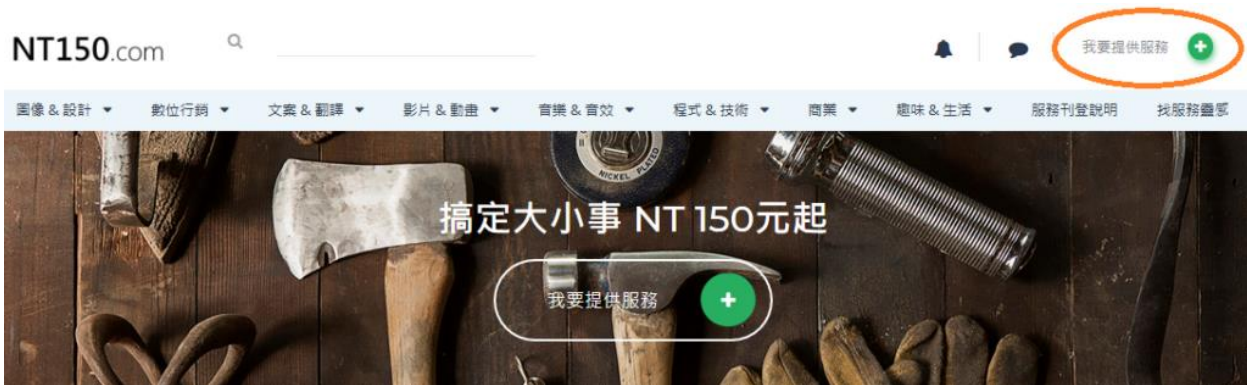 NT150.com
我要提供服務
圖像 & 設計 數位行銷 文案 & 翻譯 影片 & 動畫 音樂 & 音效 程式 & 技術 商業 趣味 & 生活 服務刊登說明 找服務靈感
NICKEL PLATED
搞定大小事 NT 150元起
我要提供服務